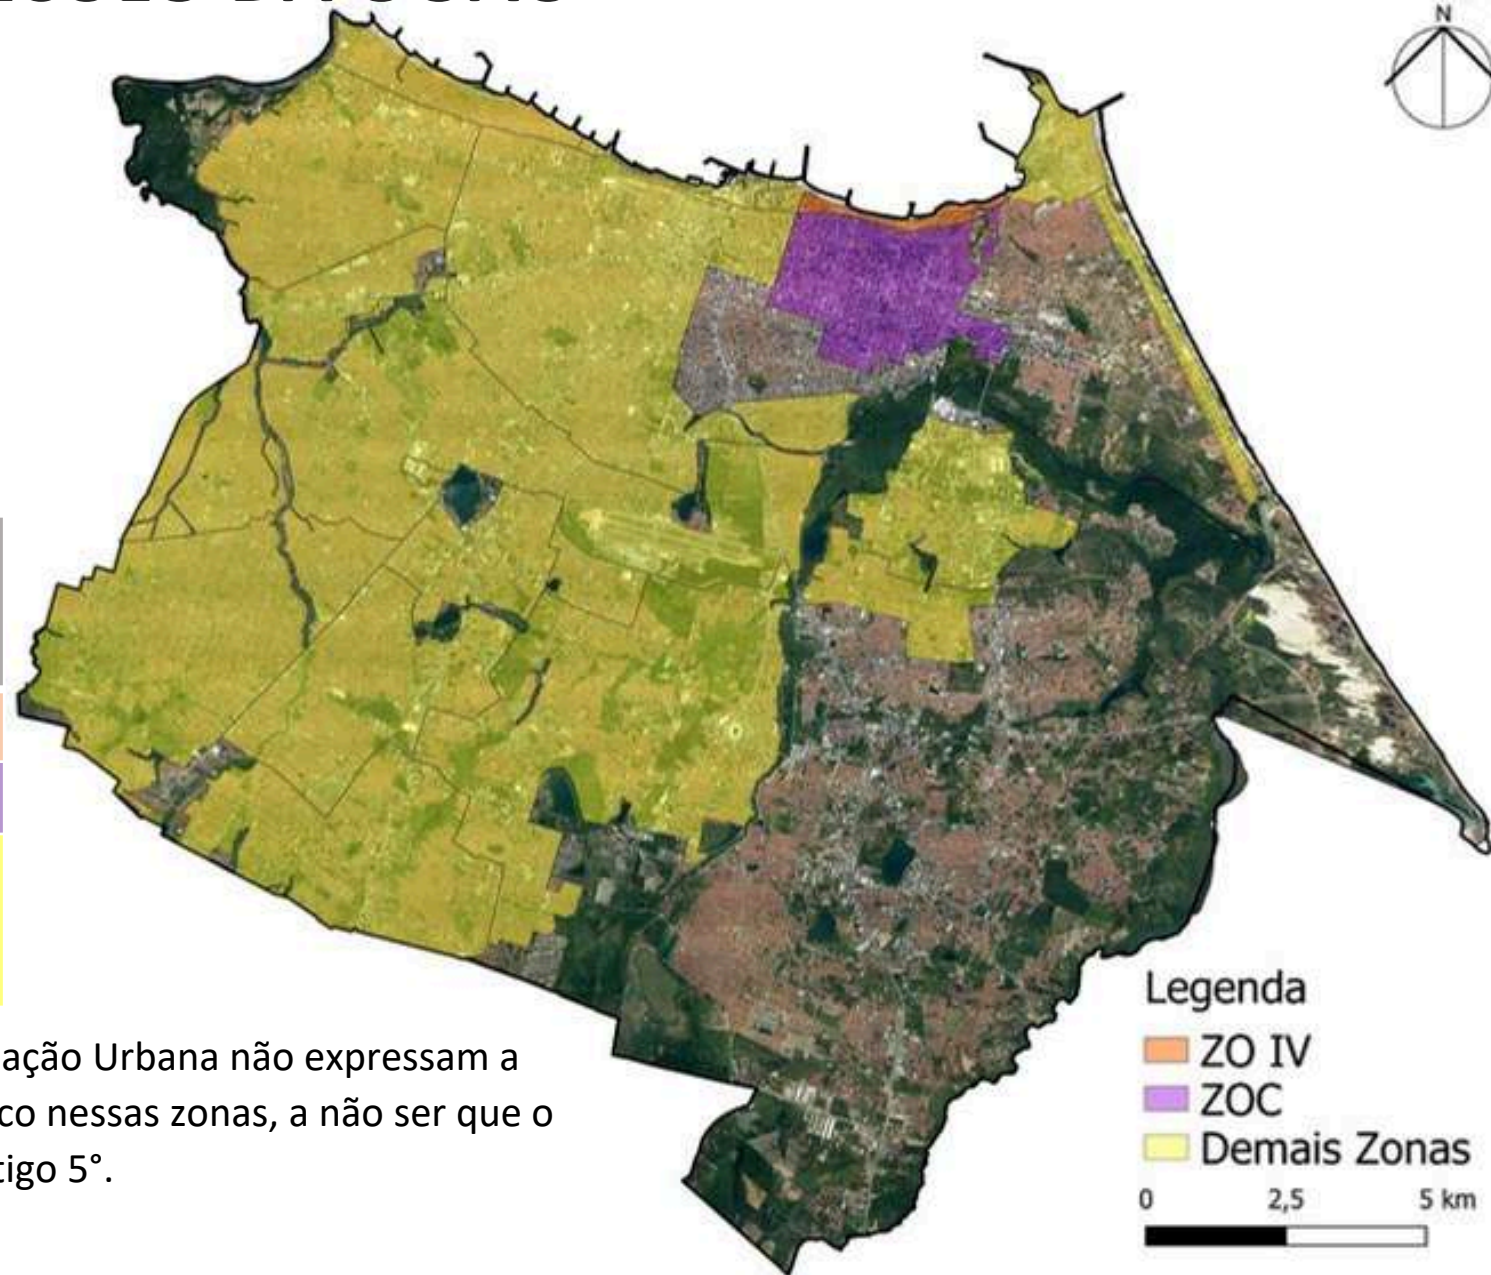 N
ação Urbana não expressam a
co nessas zonas, a não ser que o
tigo 5°.
Legenda
ZO IV
ZOC
Demais Zonas
0 2,5 5 km